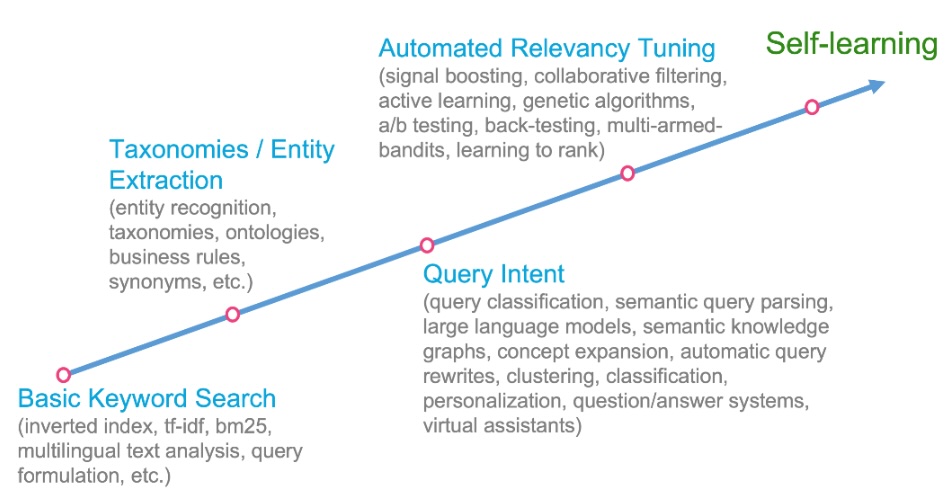 Self-learning
Automated Relevancy Tuning
(signal boosting, collaborative filtering,
active learning, genetic algorithms,
a/b testing, back-testing, multi-armed-
bandits, learning to rank)
Taxonomies / Entity
Extraction
(entity recognition,
taxonomies, ontologies,
business rules,
synonyms, etc.)
Query Intent
(query classification, semantic query parsing,
large language models, semantic knowledge
graphs, concept expansion, automatic query
rewrites, clustering, classification,
personalization, question/answer systems,
virtual assistants)
Basic Keyword Search
(inverted index, tf-idf, bm25,
multilingual text analysis, query
formulation, etc.)